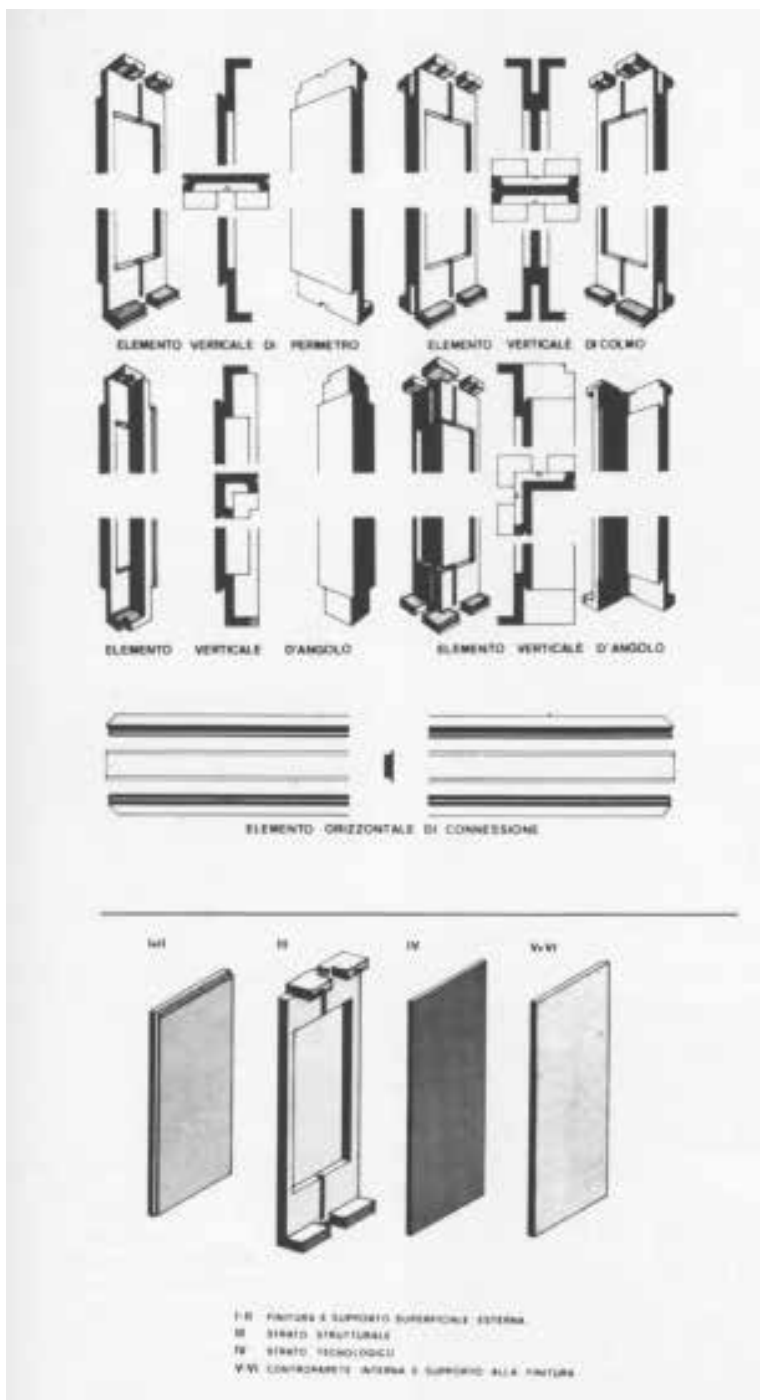 ELEMENTO VERTICALE DI PERIMETRO
ELEMENTO VERTICALE DI COLMO
ELEMENTO VERTICALE D'ANGOLO
ELEMENTO VERTICALE D'ANGOLO
ELEMENTO ORIZZONTALE DI CONNESSIONE
I+II III IV V+VI
I-II FINITURA E SUPPORTO SUPERFICIALE ESTERNA
III STRATO STRUTTURALE
IV STRATO TECNOLOGICO
V-VI CONTROPARETE INTERNA E SUPPORTO ALLA FINITURA